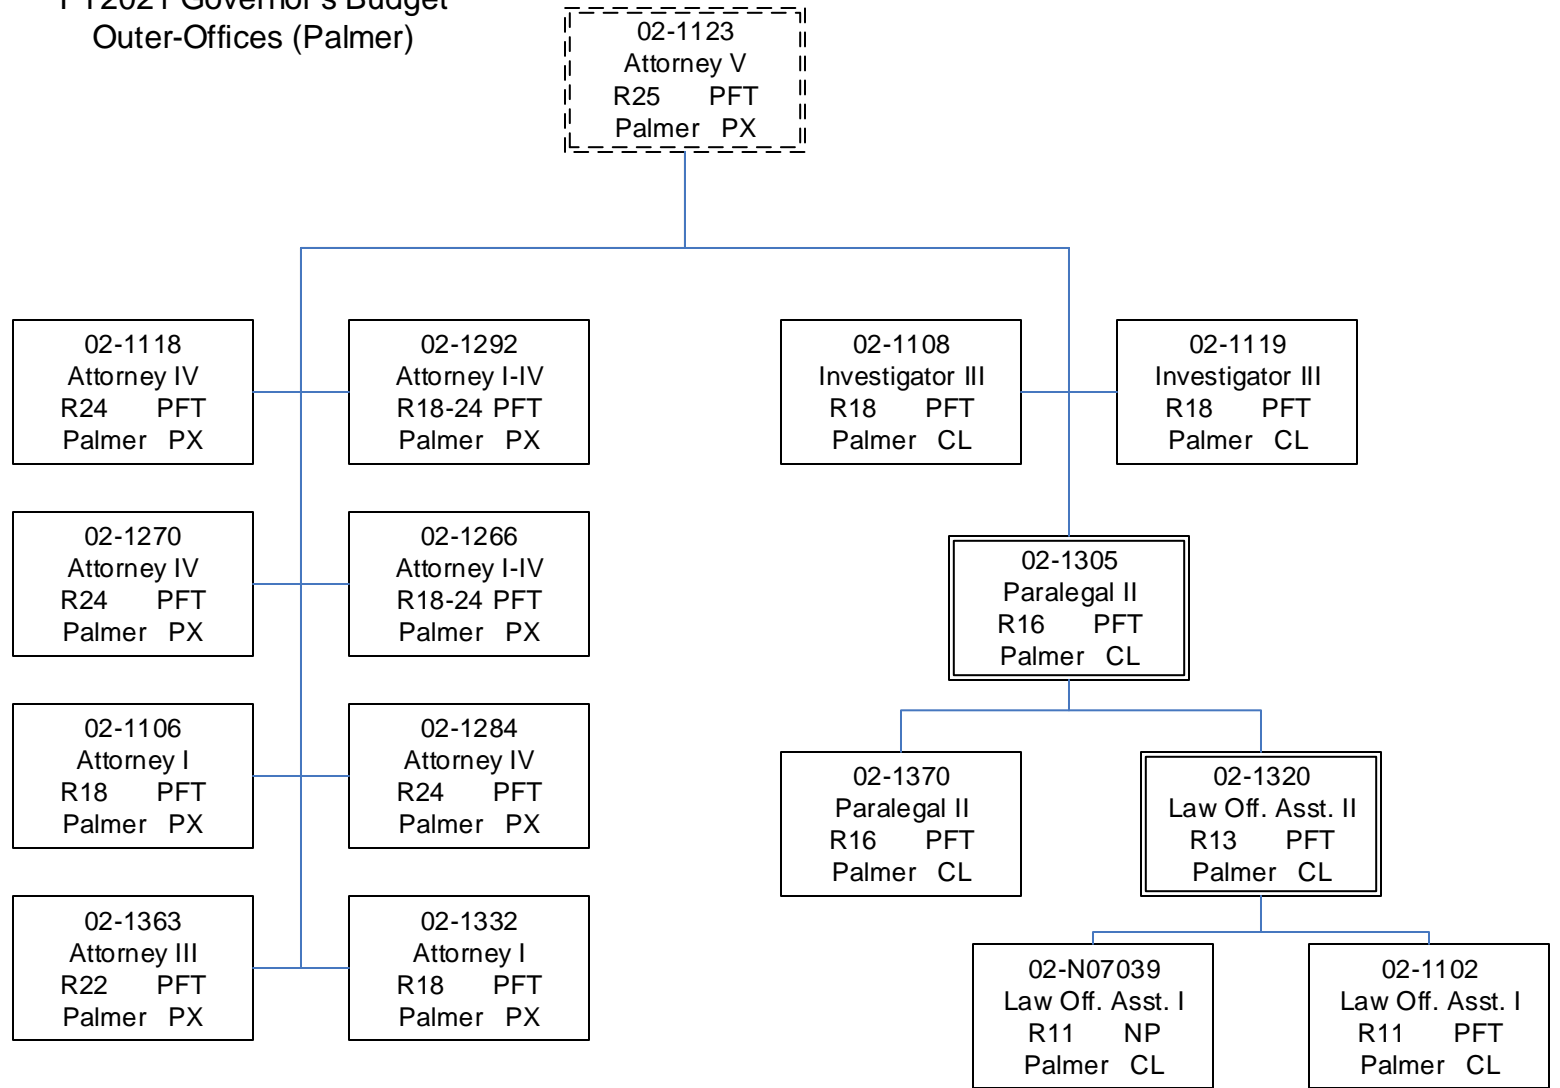 FY2021 Governor's Budget
Outer-Offices (Palmer)
02-1123
Attorney V
R25 PFT
Palmer PX
02-1118
Attorney IV
R24 PFT
Palmer PX
02-1292
Attorney I-IV
R18-24 PFT
Palmer PX
02-1108
Investigator III
R18 PFT
Palmer CL
02-1119
Investigator III
R18 PFT
Palmer CL
02-1270
Attorney IV
R24 PFT
Palmer PX
02-1266
Attorney I-IV
R18-24 PFT
Palmer PX
02-1305
Paralegal II
R16 PFT
Palmer CL
02-1106
Attorney I
R18 PFT
Palmer PX
02-1284
Attorney IV
R24 PFT
Palmer PX
02-1370
Paralegal II
R16 PFT
Palmer CL
02-1320
Law Off. Asst. II
R13 PFT
Palmer CL
02-1363
Attorney III
R22 PFT
Palmer PX
02-1332
Attorney I
R18 PFT
Palmer PX
02-N07039
Law Off. Asst. I
R11 NP
Palmer CL
02-1102
Law Off. Asst. I
R11 PFT
Palmer CL